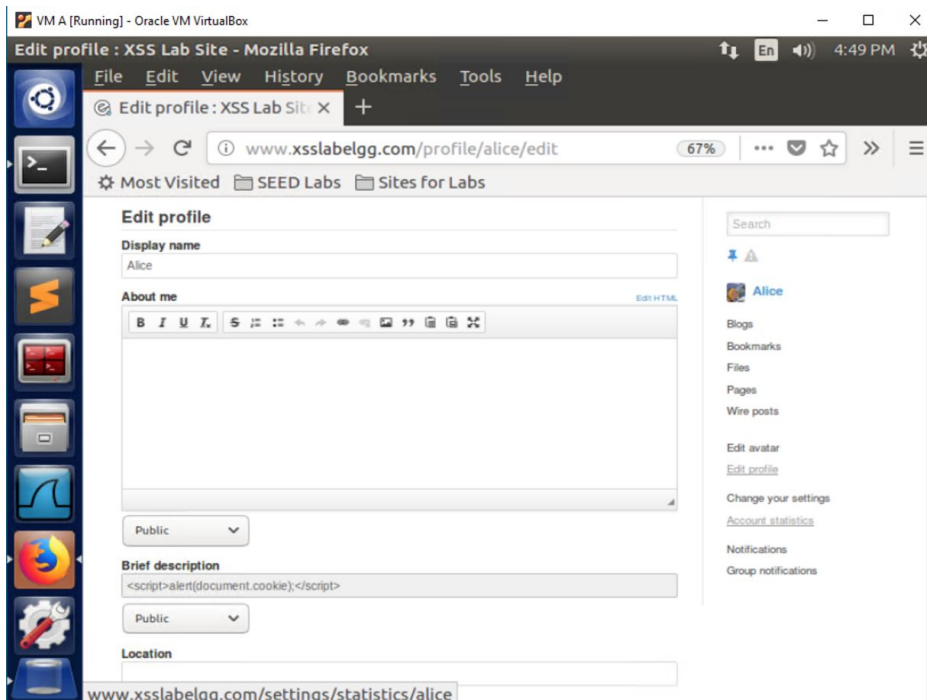 VM A [Running] - Oracle VM VirtualBox
Edit profile : XSS Lab Site - Mozilla Firefox
En
4:49 PM
File Edit View History Bookmarks Tools Help
Edit profile : XSS Lab Site
www.xsslabelgg.com/profile/alice/edit
67%
Most Visited SEED Labs Sites for Labs
Edit profile
Search
Display name
Alice
Alice
About me
Edit HTML
B I U Tx S
Blogs
Bookmarks
Files
Pages
Wire posts
Edit avatar
Edit profile
Change your settings
Account statistics
Notifications
Group notifications
Public
Brief description
<script>alert(document.cookie);</script>
Public
Location
www.xsslabelgg.com/settings/statistics/alice